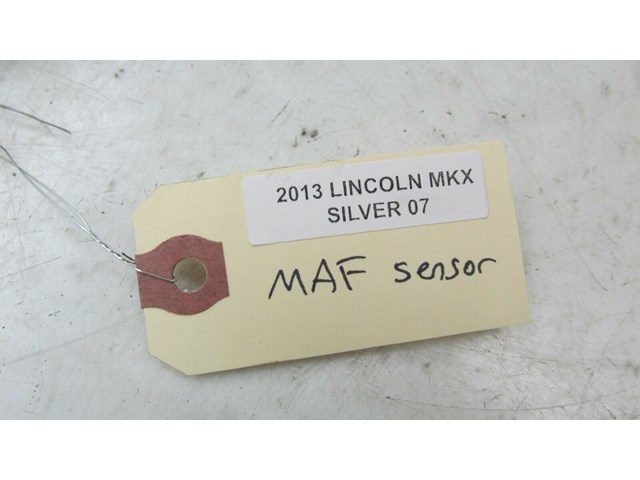 2013 LINCOLN MKX
SILVER 07
MAF sensor